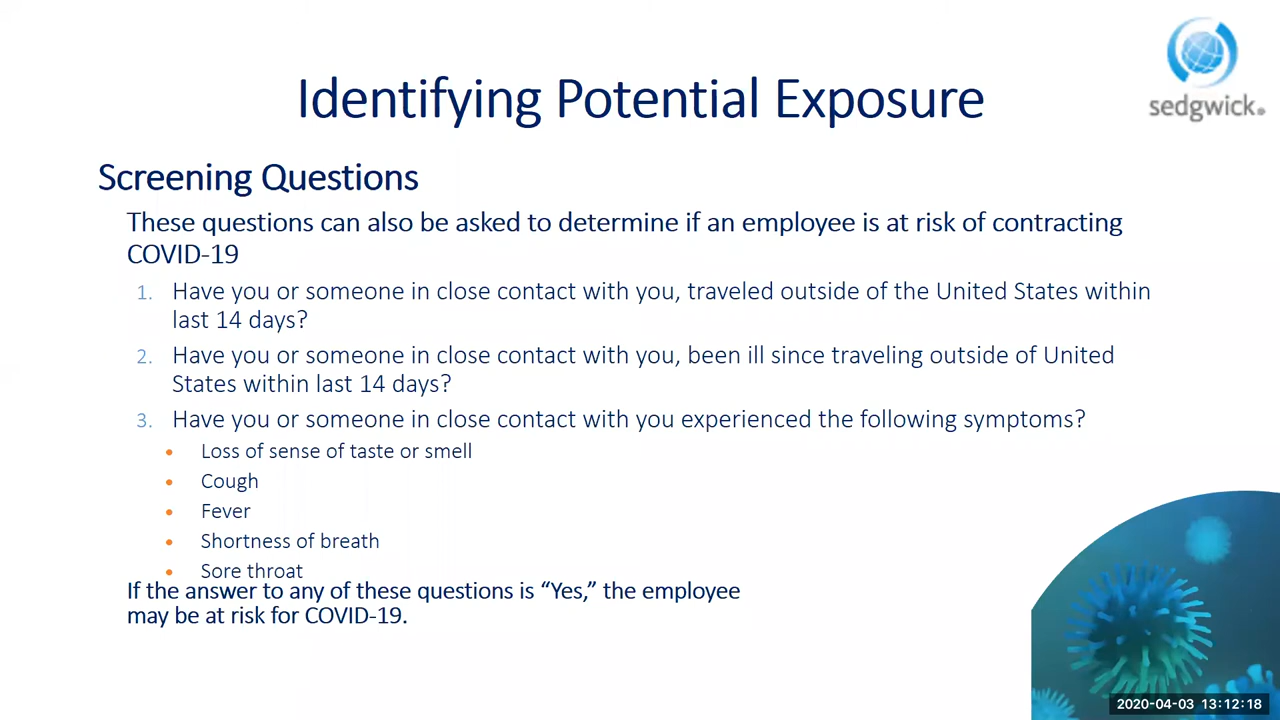 sedgwick®
Identifying Potential Exposure
Screening Questions
These questions can also be asked to determine if an employee is at risk of contracting
COVID-19
1. Have you or someone in close contact with you, traveled outside of the United States within
last 14 days?
2. Have you or someone in close contact with you, been ill since traveling outside of United
States within last 14 days?
3. Have you or someone in close contact with you experienced the following symptoms?
• Loss of sense of taste or smell
• Cough
• Fever
• Shortness of breath
• Sore throat
If the answer to any of these questions is “Yes,” the employee
may be at risk for COVID-19.
2020-04-03 13:12:18